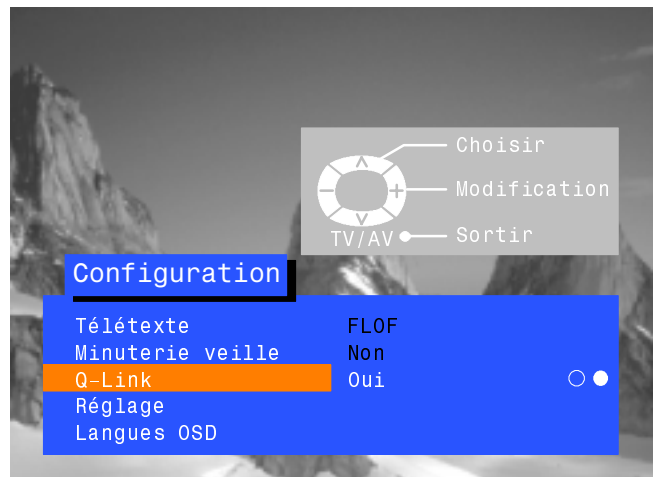 Choisir
Modification
TV/AV Sortir
Configuration
Télétexte FLOF
Minuterie veille Non
Q-Link Oui
Réglage
Langues OSD